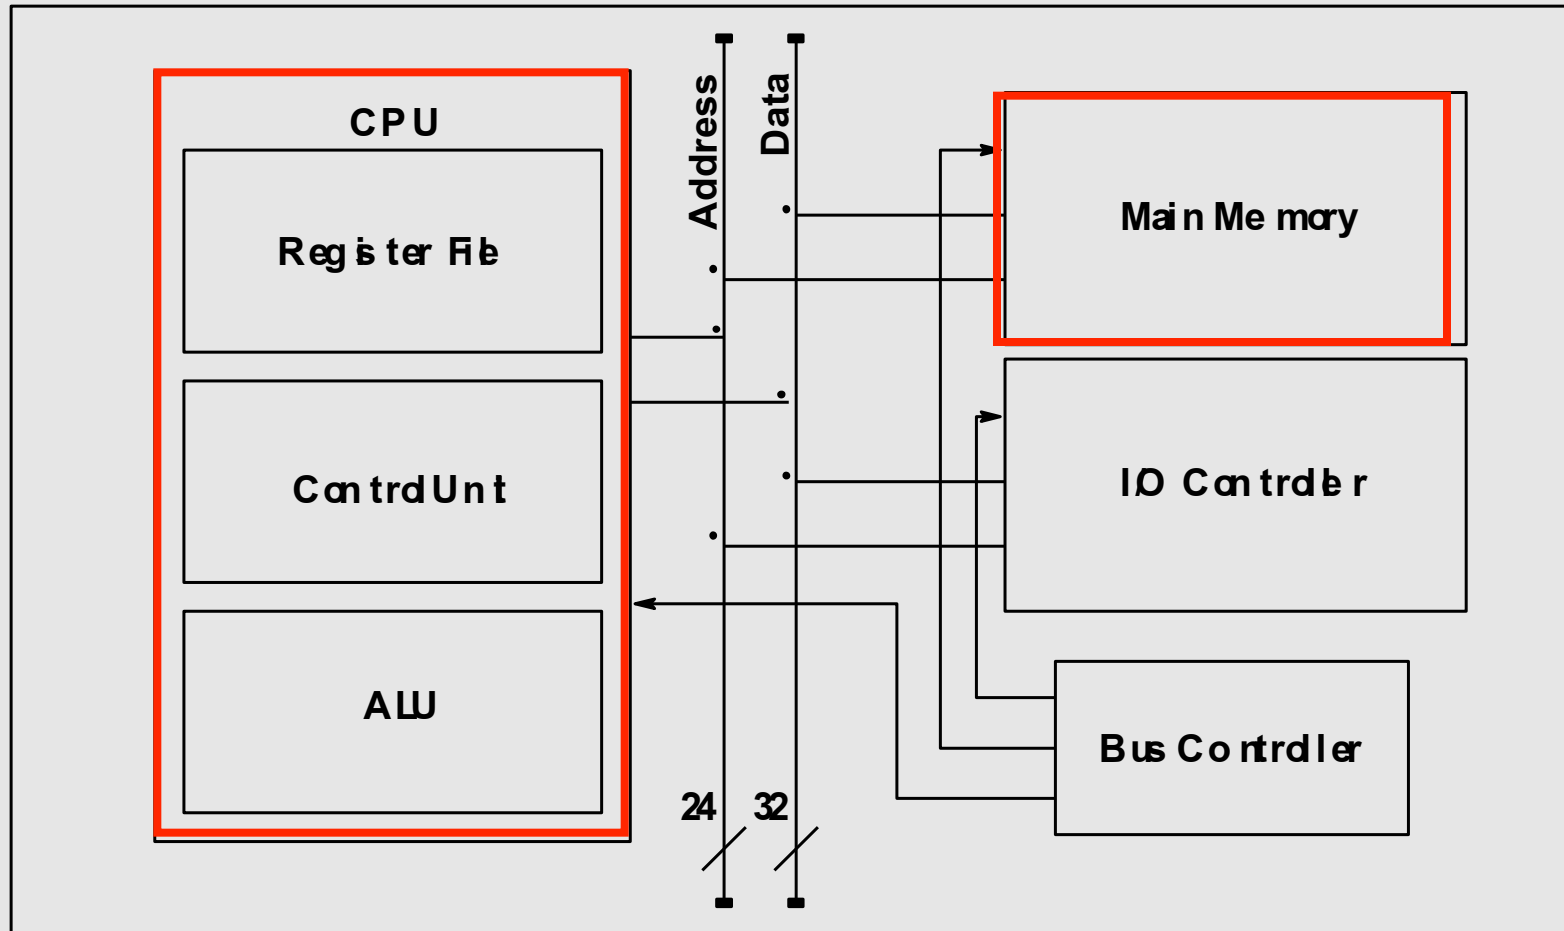 CPU
Register File
Control Unit
ALU
Address
Data
24
32
Main Memory
I/O Controller
Bus Controller